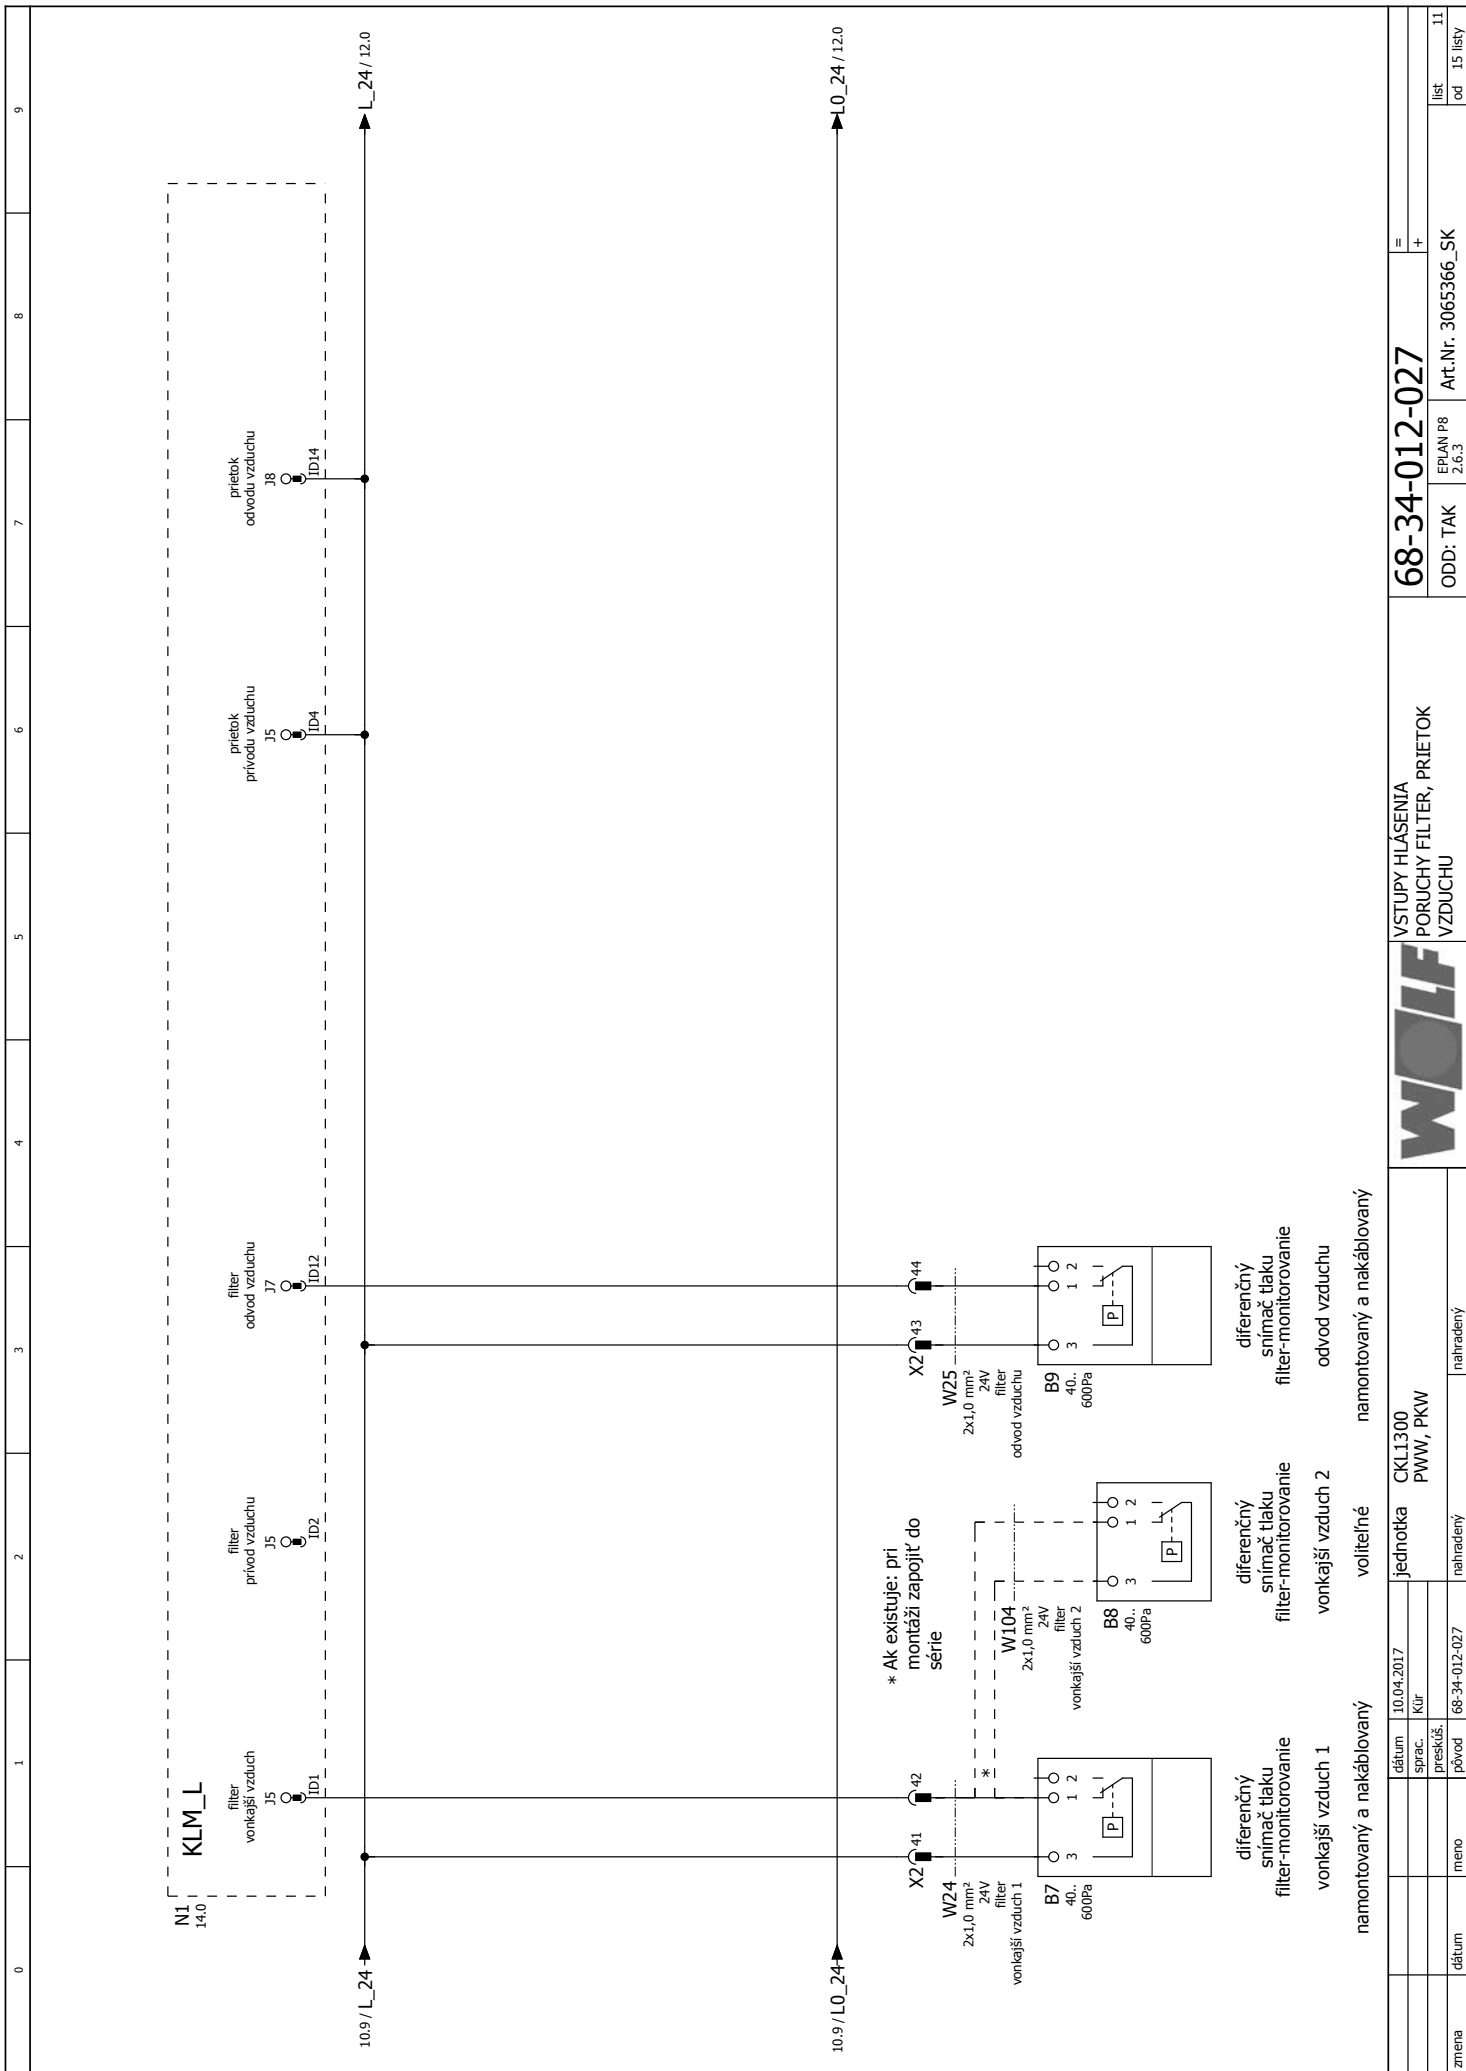 0
1
2
3
4
5
6
7
8
9
N1
14.0
KLM_L
filter
vonkajší vzduch
J5
ID1
filter
prívod vzduchu
J5
ID2
filter
odvod vzduchu
J7
ID12
prietok
prívodu vzduchu
J5
ID4
prietok
odvodu vzduchu
J8
ID14
10.9 / L_24
L_24 / 12.0
10.9 / L0_24
L0_24 / 12.0
* Ak existuje: pri
montáži zapojiť do
série
X2
41
42
W24
2x1,0 mm²
24V
filter
vonkajší vzduch 1
*
B7
40..
600Pa
3
1
2
P
diferenčný
snímač tlaku
filter-monitorovanie
vonkajší vzduch 1
namontovaný a nakáblovaný
W104
2x1,0 mm²
24V
filter
vonkajší vzduch 2
B8
40..
600Pa
3
1
2
P
diferenčný
snímač tlaku
filter-monitorovanie
vonkajší vzduch 2
voliteľné
X2
43
44
W25
2x1,0 mm²
24V
filter
odvod vzduchu
B9
40..
600Pa
3
1
2
P
diferenčný
snímač tlaku
filter-monitorovanie
odvod vzduchu
namontovaný a nakáblovaný
zmena
dátum
meno
dátum
10.04.2017
sprac.
Kür
preskúš.
pôvod
68-34-012-027
jednotka
CKL1300
PWW, PKW
nahradený
nahradený
WOLF
VSTUPY HLÁSENIA
PORUCHY FILTER, PRIETOK
VZDUCHU
68-34-012-027
=
+
ODD: TAK
EPLAN P8
2.6.3
Art.Nr. 3065366_SK
list
11
od
15 listy